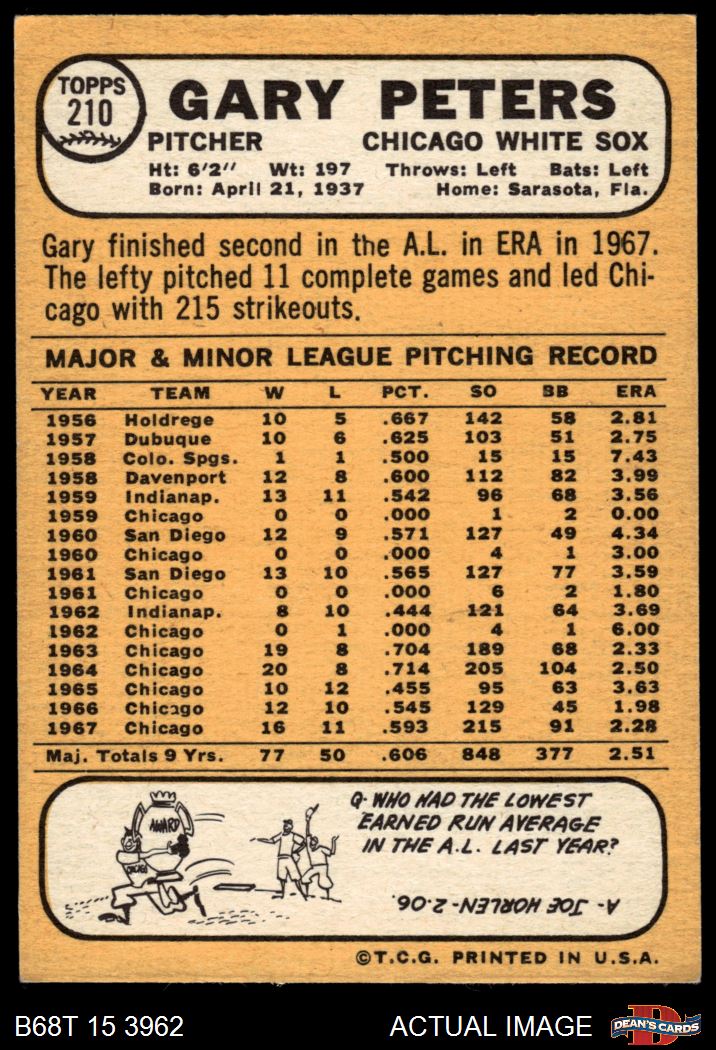 TOPPS
210
GARY PETERS
PITCHER CHICAGO WHITE SOX
Ht: 6'2" Wt: 197 Throws: Left Bats: Left
Born: April 21, 1937 Home: Sarasota, Fla.
Gary finished second in the A.L. in ERA in 1967.
The lefty pitched 11 complete games and led Chi-
cago with 215 strikeouts.
MAJOR & MINOR LEAGUE PITCHING RECORD
YEAR TEAM W L PCT. SO BB ERA
1956 Holdrege 10 5 .667 142 58 2.81
1957 Dubuque 10 6 .625 103 51 2.75
1958 Colo. Spgs. 1 1 .500 15 15 7.43
1958 Davenport 12 8 .600 112 82 3.99
1959 Indianap. 13 11 .542 96 68 3.56
1959 Chicago 0 0 .000 1 2 0.00
1960 San Diego 12 9 .571 127 49 4.34
1960 Chicago 0 0 .000 4 1 3.00
1961 San Diego 13 10 .565 127 77 3.59
1961 Chicago 0 0 .000 6 2 1.80
1962 Indianap. 8 10 .444 121 64 3.69
1962 Chicago 0 1 .000 4 1 6.00
1963 Chicago 19 8 .704 189 68 2.33
1964 Chicago 20 8 .714 205 104 2.50
1965 Chicago 10 12 .455 95 63 3.63
1966 Chicago 12 10 .545 129 45 1.98
1967 Chicago 16 11 .593 215 91 2.28
Maj. Totals 9 Yrs. 77 50 .606 848 377 2.51
AWARD
CHICAGO
Q- WHO HAD THE LOWEST
EARNED RUN AVERAGE
IN THE A.L. LAST YEAR?
A- JOE HORLEN-2.06.
©T.C.G. PRINTED IN U.S.A.
B68T 15 3962 ACTUAL IMAGE
B
DEAN'S CARDS